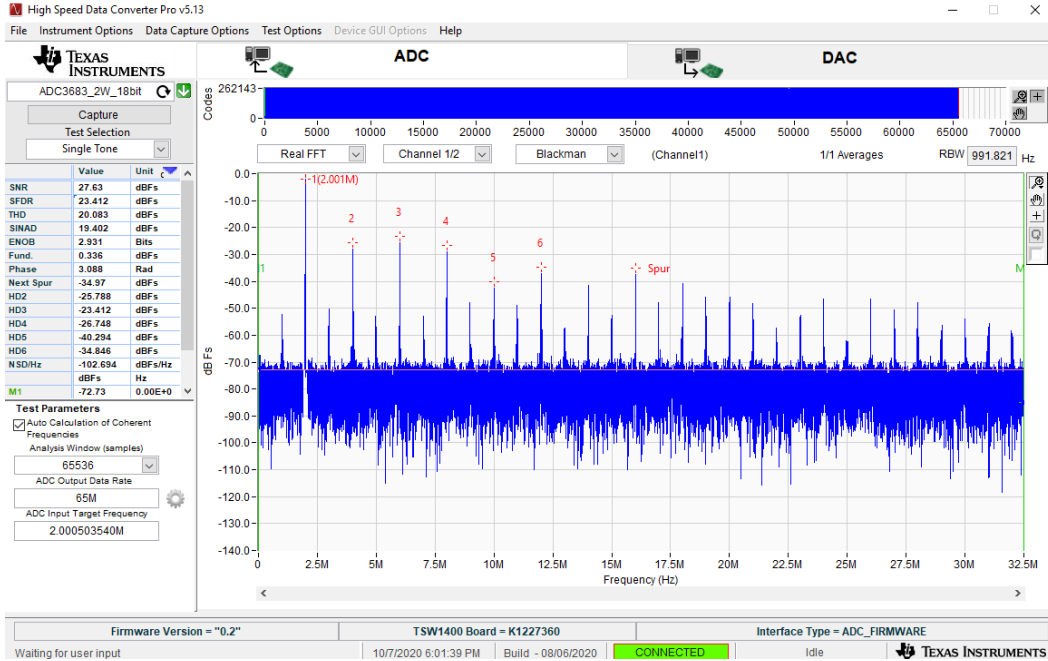 High Speed Data Converter Pro v5.13
File Instrument Options Data Capture Options Test Options Device GUI Options Help
TEXAS INSTRUMENTS
ADC
DAC
ADC3683_2W_18bit
Capture
Test Selection
Single Tone
Value Unit
SNR 27.63 dBFs
SFDR 23.412 dBFs
THD 20.083 dBFs
SINAD 19.402 dBFs
ENOB 2.931 Bits
Fund. 0.336 dBFs
Phase 3.088 Rad
Next Spur -34.97 dBFs
HD2 -25.788 dBFs
HD3 -23.412 dBFs
HD4 -26.748 dBFs
HD5 -40.294 dBFs
HD6 -34.846 dBFs
NSD/Hz -102.694 dBFs/Hz
dBFs Hz
M1 -72.73 0.00E+0
Test Parameters
Auto Calculation of Coherent
Frequencies
Analysis Window (samples)
65536
ADC Output Data Rate
65M
ADC Input Target Frequency
2.000503540M
Codes
262143
0
0 5000 10000 15000 20000 25000 30000 35000 40000 45000 50000 55000 60000 65000 70000
Real FFT Channel 1/2 Blackman (Channel1) 1/1 Averages RBW 991.821 Hz
0.0
-10.0
-20.0
-30.0
-40.0
-50.0
-60.0
-70.0
-80.0
-90.0
-100.0
-110.0
-120.0
-130.0
-140.0
dBFs
1(2.001M)
2
3
4
5
6
Spur
1
M
0 2.5M 5M 7.5M 10M 12.5M 15M 17.5M 20M 22.5M 25M 27.5M 30M 32.5M
Frequency (Hz)
Firmware Version = "0.2" TSW1400 Board = K1227360 Interface Type = ADC_FIRMWARE
Waiting for user input 10/7/2020 6:01:39 PM Build - 08/06/2020 CONNECTED Idle TEXAS INSTRUMENTS